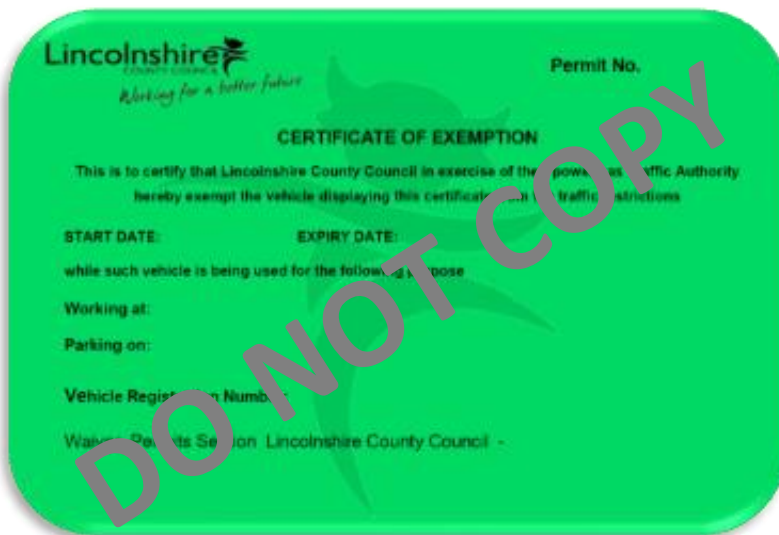 Lincolnshire
COUNTY COUNCIL
Working for a better future
Permit No.
CERTIFICATE OF EXEMPTION
This is to certify that Lincolnshire County Council in exercise of the power as Traffic Authority
hereby exempt the vehicle displaying this certificate traffic restrictions
START DATE: EXPIRY DATE:
while such vehicle is being used for the following purpose
Working at:
Parking on:
Vehicle Registration Number
Waiver Permits Section Lincolnshire County Council -
DO NOT COPY